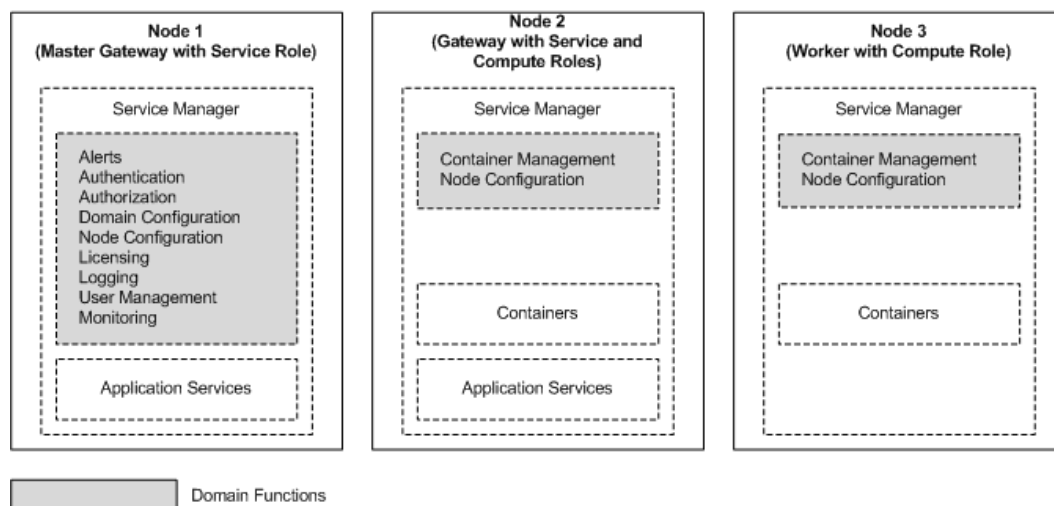 Node 1
(Master Gateway with Service Role)
Service Manager
Alerts
Authentication
Authorization
Domain Configuration
Node Configuration
Licensing
Logging
User Management
Monitoring
Application Services
Node 2
(Gateway with Service and
Compute Roles)
Service Manager
Container Management
Node Configuration
Containers
Application Services
Node 3
(Worker with Compute Role)
Service Manager
Container Management
Node Configuration
Containers
Domain Functions